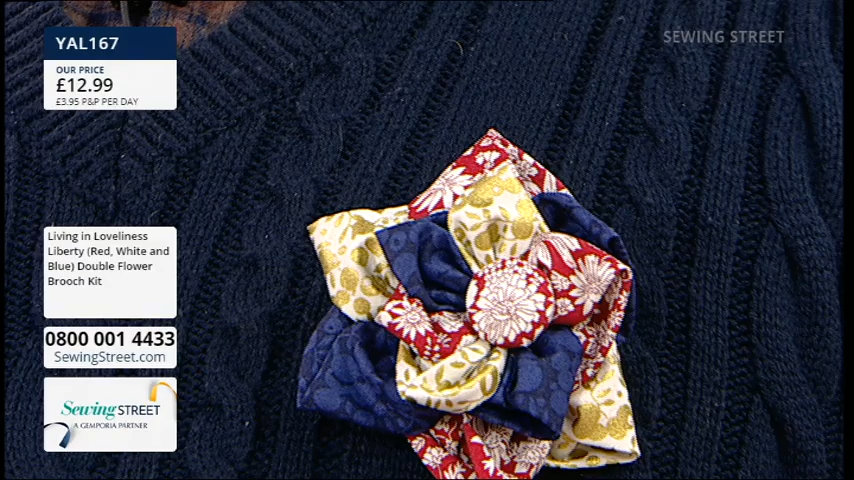 YAL167
SEWING STREET
OUR PRICE
£12.99
£3.95 P&P PER DAY
Living in Loveliness
Liberty (Red, White and
Blue) Double Flower
Brooch Kit
0800 001 4433
SewingStreet.com
Sewing STREET
A GEMPORIA PARTNER